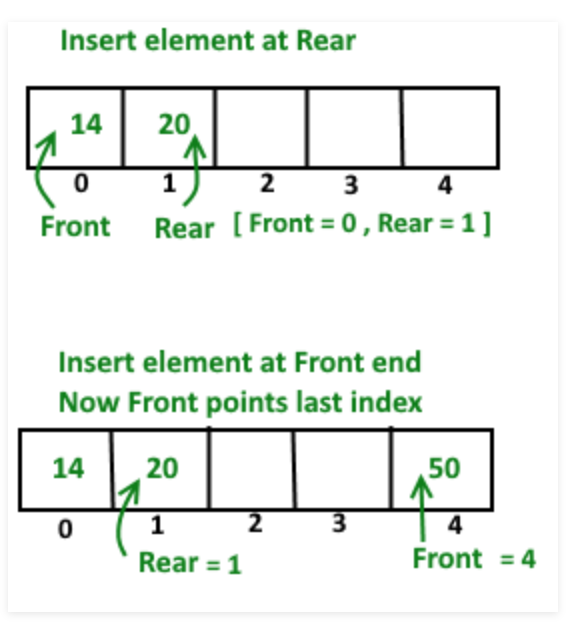 Insert element at Rear
14 20
0 1 2 3 4
Front Rear [ Front = 0 , Rear = 1 ]
Insert element at Front end
Now Front points last index
14 20 50
0 1 2 3 4
Rear = 1 Front = 4